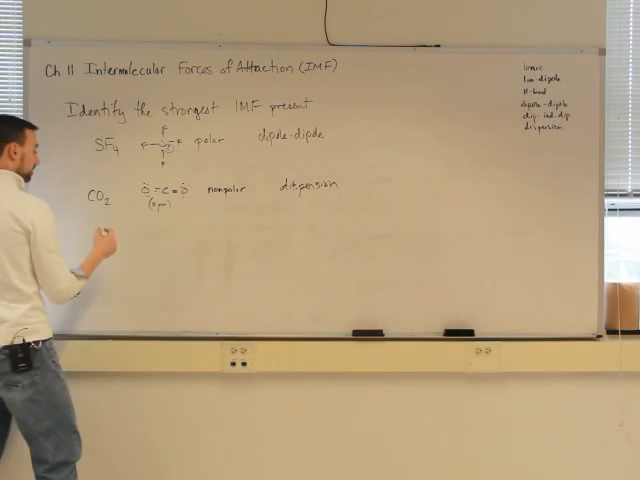 Ch 11 Intermolecular Forces of Attraction (IMF)
Identify the strongest IMF present
SF4 F F F F polar dipole-dipole
CO2 O=C=O nonpolar dispersion
(sym)
Ionic
Ion-dipole
H-bond
dipole-dipole
dip-ind-dip
dispersion